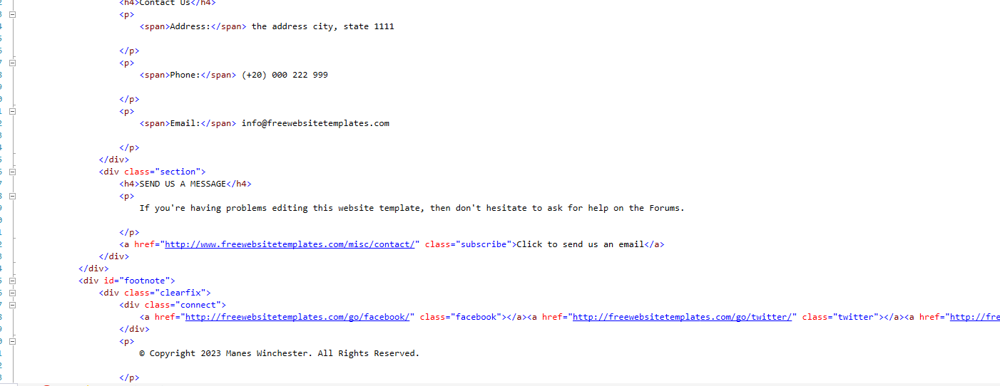 <h4>Contact Us</h4>
<p>
<span>Address:</span> the address city, state 1111
</p>
<p>
<span>Phone:</span> (+20) 000 222 999
</p>
<p>
<span>Email:</span> info@freewebsitetemplates.com
</p>
</div>
<div class="section">
<h4>SEND US A MESSAGE</h4>
<p>
If you're having problems editing this website template, then don't hesitate to ask for help on the Forums.
</p>
<a href="http://www.freewebsitetemplates.com/misc/contact/" class="subscribe">Click to send us an email</a>
</div>
</div>
<div id="footnote">
<div class="clearfix">
<div class="connect">
<a href="http://freewebsitetemplates.com/go/facebook/" class="facebook"></a><a href="http://freewebsitetemplates.com/go/twitter/" class="twitter"></a><a href="http://fre
</div>
<p>
© Copyright 2023 Manes Winchester. All Rights Reserved.
</p>